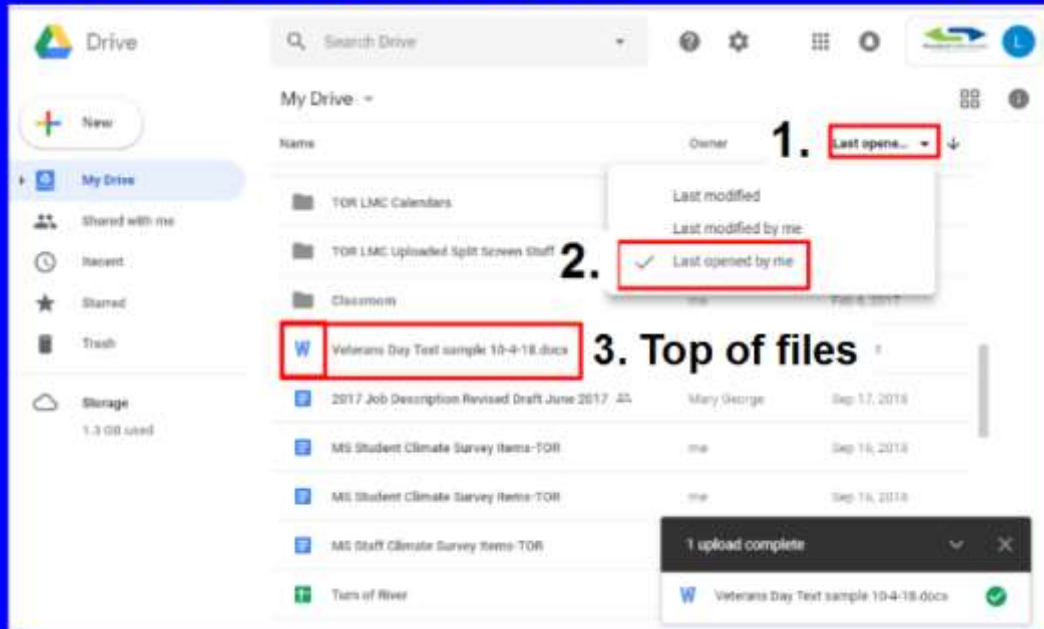 Drive
Search Drive
L
New
My Drive
Name
Owner
1.
Last opene...
My Drive
Shared with me
Recent
Starred
Trash
Storage
1.3 GB used
TOR LMC Calendars
Last modified
Last modified by me
TOR LMC Uploaded Split Screen Stuff
2.
Last opened by me
Classroom
me
Feb 6, 2017
W
Veterans Day Text sample 10-4-18.docx
3. Top of files
2017 Job Description Revised Draft June 2017
Mary George
Sep 17, 2018
MS Student Climate Survey Items-TOR
me
Sep 16, 2018
MS Student Climate Survey Items-TOR
me
Sep 16, 2018
MS Staff Climate Survey Items-TOR
1 upload complete
Turn of River
W
Veterans Day Text sample 10-4-18.docx